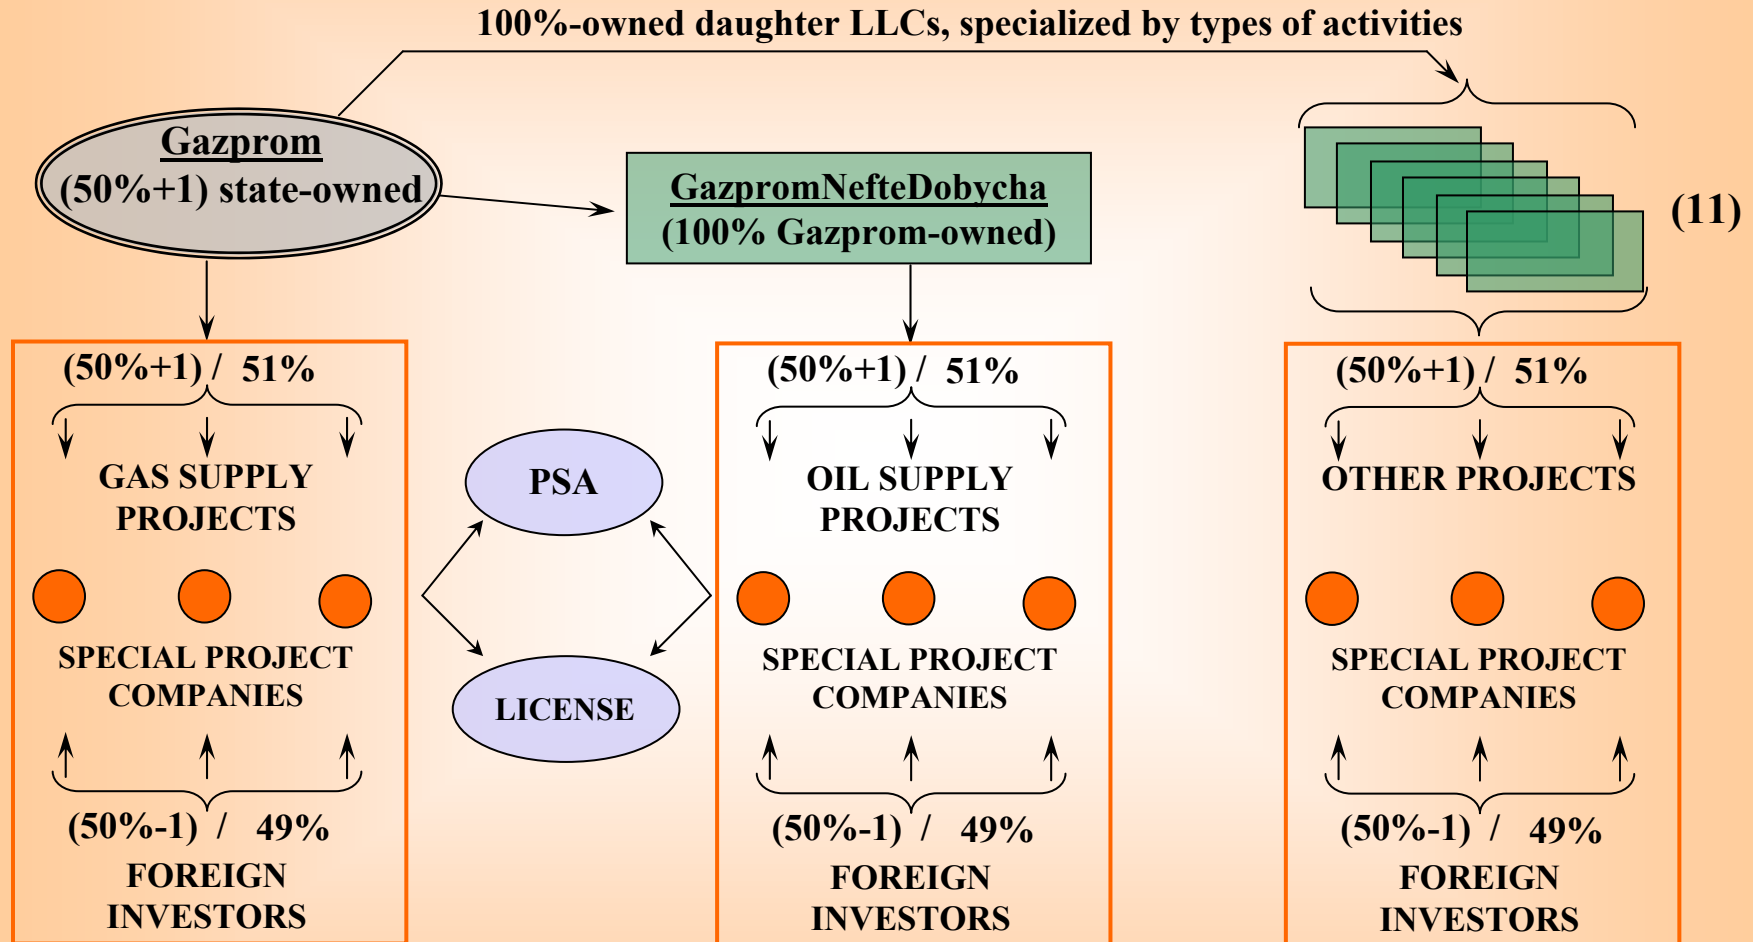 100%-owned daughter LLCs, specialized by types of activities
Gazprom
(50%+1) state-owned
GazpromNefteDobycha
(100% Gazprom-owned)
(11)
(50%+1) / 51%
GAS SUPPLY
PROJECTS
SPECIAL PROJECT
COMPANIES
(50%-1) / 49%
FOREIGN
INVESTORS
PSA
LICENSE
(50%+1) / 51%
OIL SUPPLY
PROJECTS
SPECIAL PROJECT
COMPANIES
(50%-1) / 49%
FOREIGN
INVESTORS
(50%+1) / 51%
OTHER PROJECTS
SPECIAL PROJECT
COMPANIES
(50%-1) / 49%
FOREIGN
INVESTORS